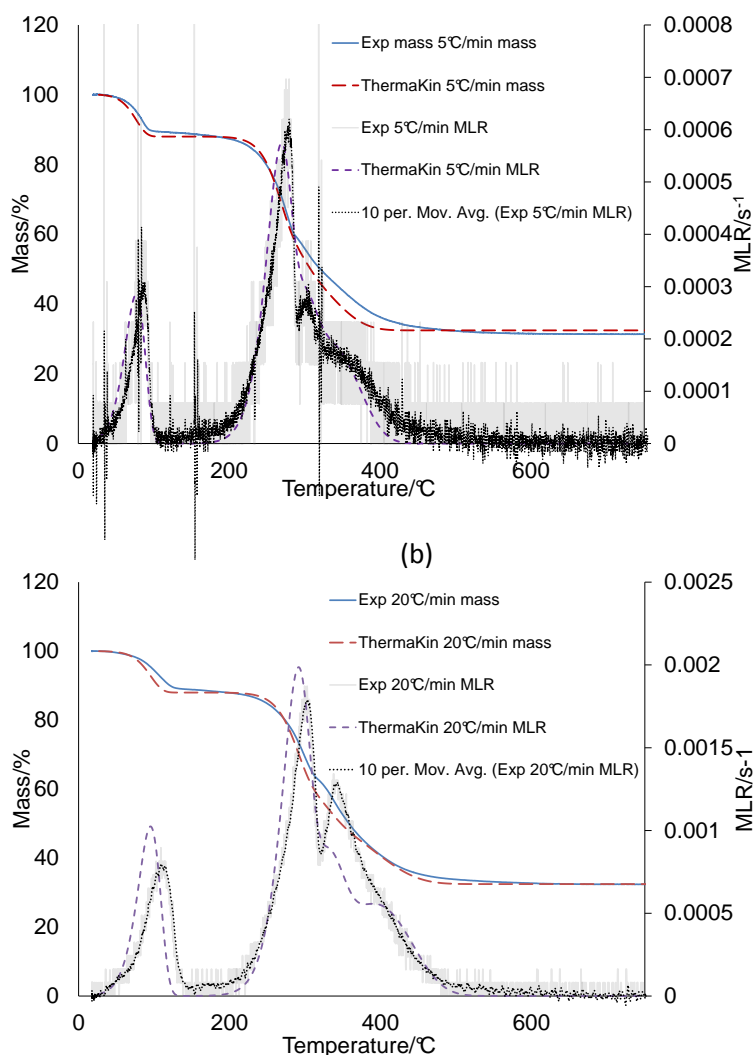 120
100
80
60
40
20
0
Mass/%
0
200
400
600
Temperature/°C
0.0008
0.0007
0.0006
0.0005
0.0004
0.0003
0.0002
0.0001
0
MLR/s-1
Exp mass 5°C/min mass
ThermaKin 5°C/min mass
Exp 5°C/min MLR
ThermaKin 5°C/min MLR
10 per. Mov. Avg. (Exp 5°C/min MLR)
(b)
120
100
80
60
40
20
0
Mass/%
0
200
400
600
Temperature/°C
0.0025
0.002
0.0015
0.001
0.0005
0
MLR/s-1
Exp 20°C/min mass
ThermaKin 20°C/min mass
Exp 20°C/min MLR
ThermaKin 20°C/min MLR
10 per. Mov. Avg. (Exp 20°C/min MLR)